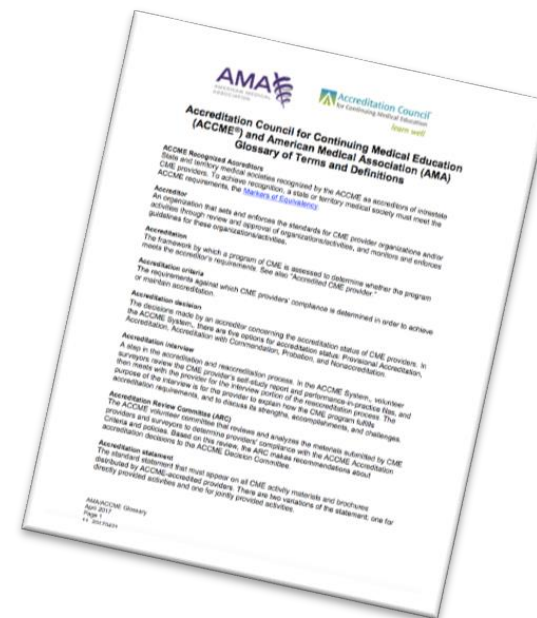 AMA
AMERICAN MEDICAL
ASSOCIATION
Accreditation Council
for Continuing Medical Education
learn well
Accreditation Council for Continuing Medical Education
(ACCME®) and American Medical Association (AMA)
Glossary of Terms and Definitions
ACCME Recognized Accreditors
State and territory medical societies recognized by the ACCME as accreditors of intrastate
CME providers. To achieve recognition, a state or territory medical society must meet the
ACCME requirements, the Markers of Equivalency
Accreditor
An organization that sets and enforces the standards for CME provider organizations and/or
activities through review and approval of organizations/activities, and monitors and enforces
guidelines for these organizations/activities.
Accreditation
The framework by which a program of CME is assessed to determine whether the program
meets the accreditor's requirements. See also "Accredited CME provider."
Accreditation criteria
The requirements against which CME providers' compliance is determined in order to achieve
or maintain accreditation.
Accreditation decision
The decisions made by an accreditor concerning the accreditation status of CME providers. In
the ACCME System, there are five options for accreditation status: Provisional Accreditation,
Accreditation, Accreditation with Commendation, Probation, and Nonaccreditation.
Accreditation interview
A step in the accreditation and reaccreditation process. In the ACCME System, volunteer
surveyors review the CME provider's self-study report and performance-in-practice files, and
then meets with the provider for the interview portion of the reaccreditation process. The
purpose of the interview is for the provider to explain how the CME program fulfills
accreditation requirements, and to discuss its strengths, accomplishments, and challenges.
Accreditation Review Committee (ARC)
The ACCME volunteer committee that reviews and analyzes the materials submitted by CME
providers and surveyors to determine providers' compliance with the ACCME Accreditation
Criteria and policies. Based on this review, the ARC makes recommendations about
accreditation decisions to the ACCME Decision Committee.
Accreditation statement
The standard statement that must appear on all CME activity materials and brochures
distributed by ACCME-accredited providers. There are two variations of the statement: one for
directly provided activities and one for jointly provided activities.
AMA/ACCME Glossary
April 2017
Page 1